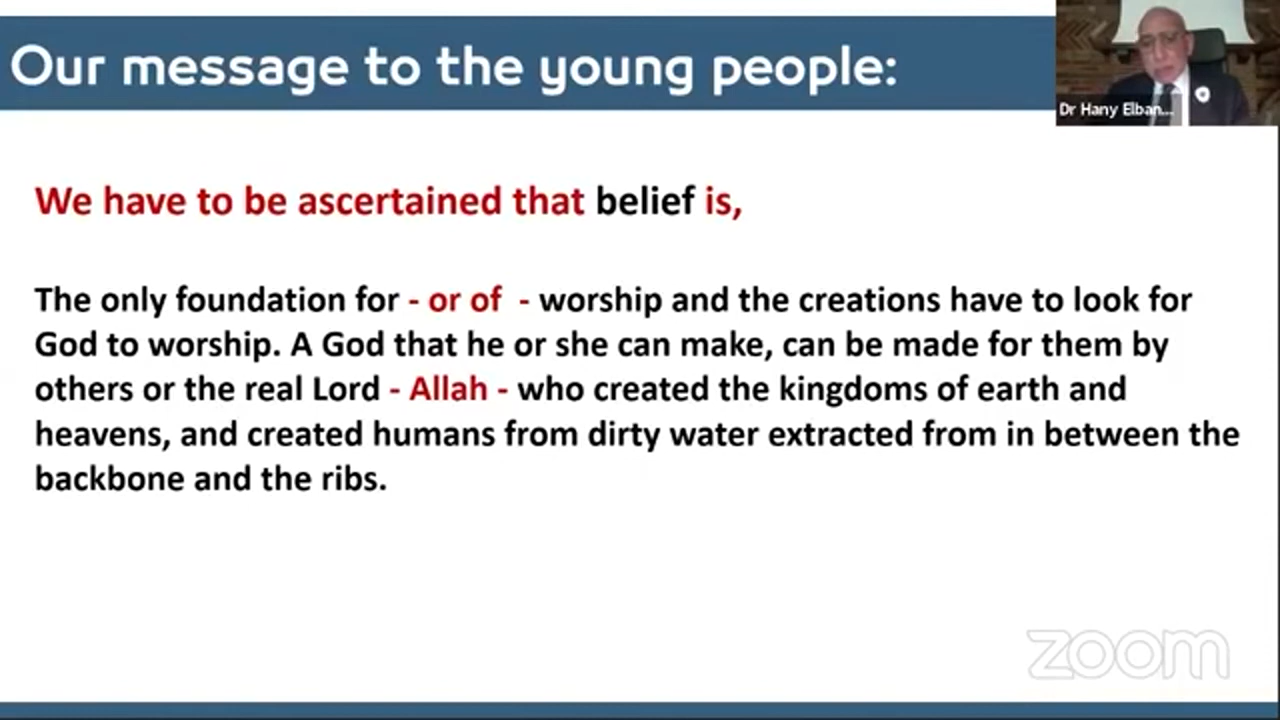 Our message to the young people:
Dr Hany Elban...
We have to be ascertained that belief is,
The only foundation for - or of - worship and the creations have to look for
God to worship. A God that he or she can make, can be made for them by
others or the real Lord - Allah - who created the kingdoms of earth and
heavens, and created humans from dirty water extracted from in between the
backbone and the ribs.
zoom